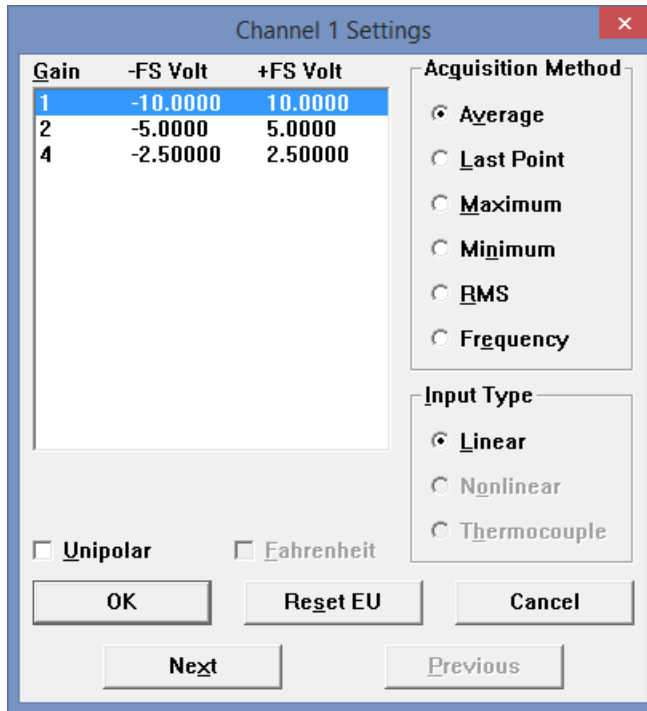 Channel 1 Settings
Gain -FS Volt +FS Volt
1 -10.0000 10.0000
2 -5.0000 5.0000
4 -2.50000 2.50000
Acquisition Method
Average
Last Point
Maximum
Minimum
RMS
Frequency
Input Type
Linear
Nonlinear
Thermocouple
Unipolar Fahrenheit
OK Reset EU Cancel
Next Previous